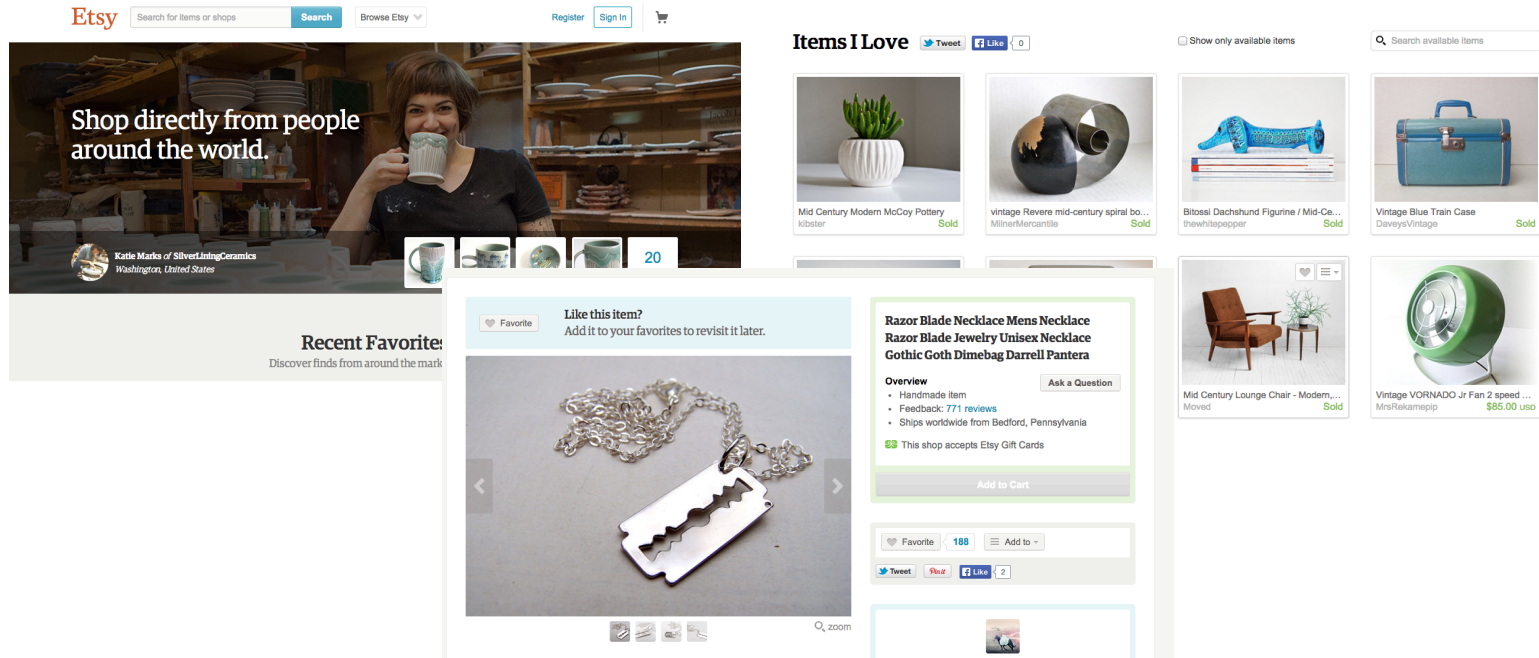 Etsy
Search for items or shops
Search
Browse Etsy
Register
Sign In
Shop directly from people
around the world.
Katie Marks of SilverLiningCeramics
Washington, United States
20
Recent Favorites
Discover finds from around the mark
Items I Love
Tweet
Like
0
Show only available items
Search available items
Mid Century Modern McCoy Pottery
kibster
Sold
vintage Revere mid-century spiral bo...
MilnerMercantile
Sold
Bitossi Dachshund Figurine / Mid-Ce...
thewhitepepper
Sold
Vintage Blue Train Case
DaveysVintage
Sold
Mid Century Lounge Chair - Modern,...
Moved
Sold
Vintage VORNADO Jr Fan 2 speed ...
MrsRekamepip
$85.00 USD
Favorite
Like this item?
Add it to your favorites to revisit it later.
zoom
Razor Blade Necklace Mens Necklace
Razor Blade Jewelry Unisex Necklace
Gothic Goth Dimebag Darrell Pantera
Overview
Ask a Question
Handmade item
Feedback: 771 reviews
Ships worldwide from Bedford, Pennsylvania
This shop accepts Etsy Gift Cards
Add to Cart
Favorite
188
Add to
Tweet
Pin it
Like
2